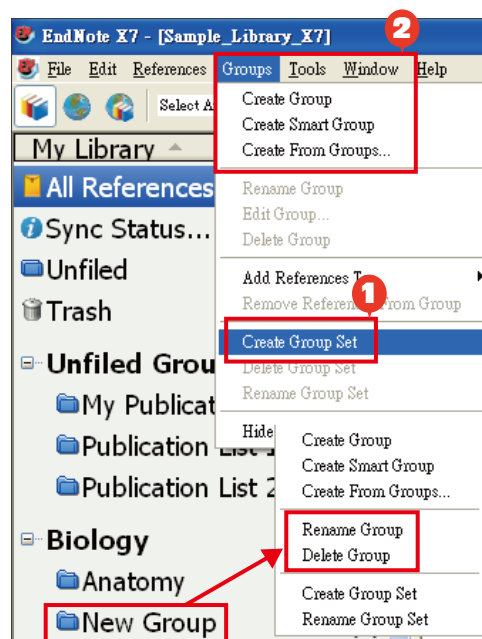 EndNote X7 - [Sample_Library_X7]
2
File Edit References Groups Tools Window Help
Select A
Create Group
Create Smart Group
Create From Groups...
My Library
All References
Rename Group
Edit Group...
Delete Group
Sync Status...
Unfiled
Add References T
1
Remove Reference From Group
Trash
Create Group Set
Delete Group Set
Rename Group Set
Unfiled Grou
My Publicat
Hide
Publication List 1
Publication List 2
Create Group
Create Smart Group
Create From Groups...
Rename Group
Delete Group
Create Group Set
Rename Group Set
Biology
Anatomy
New Group